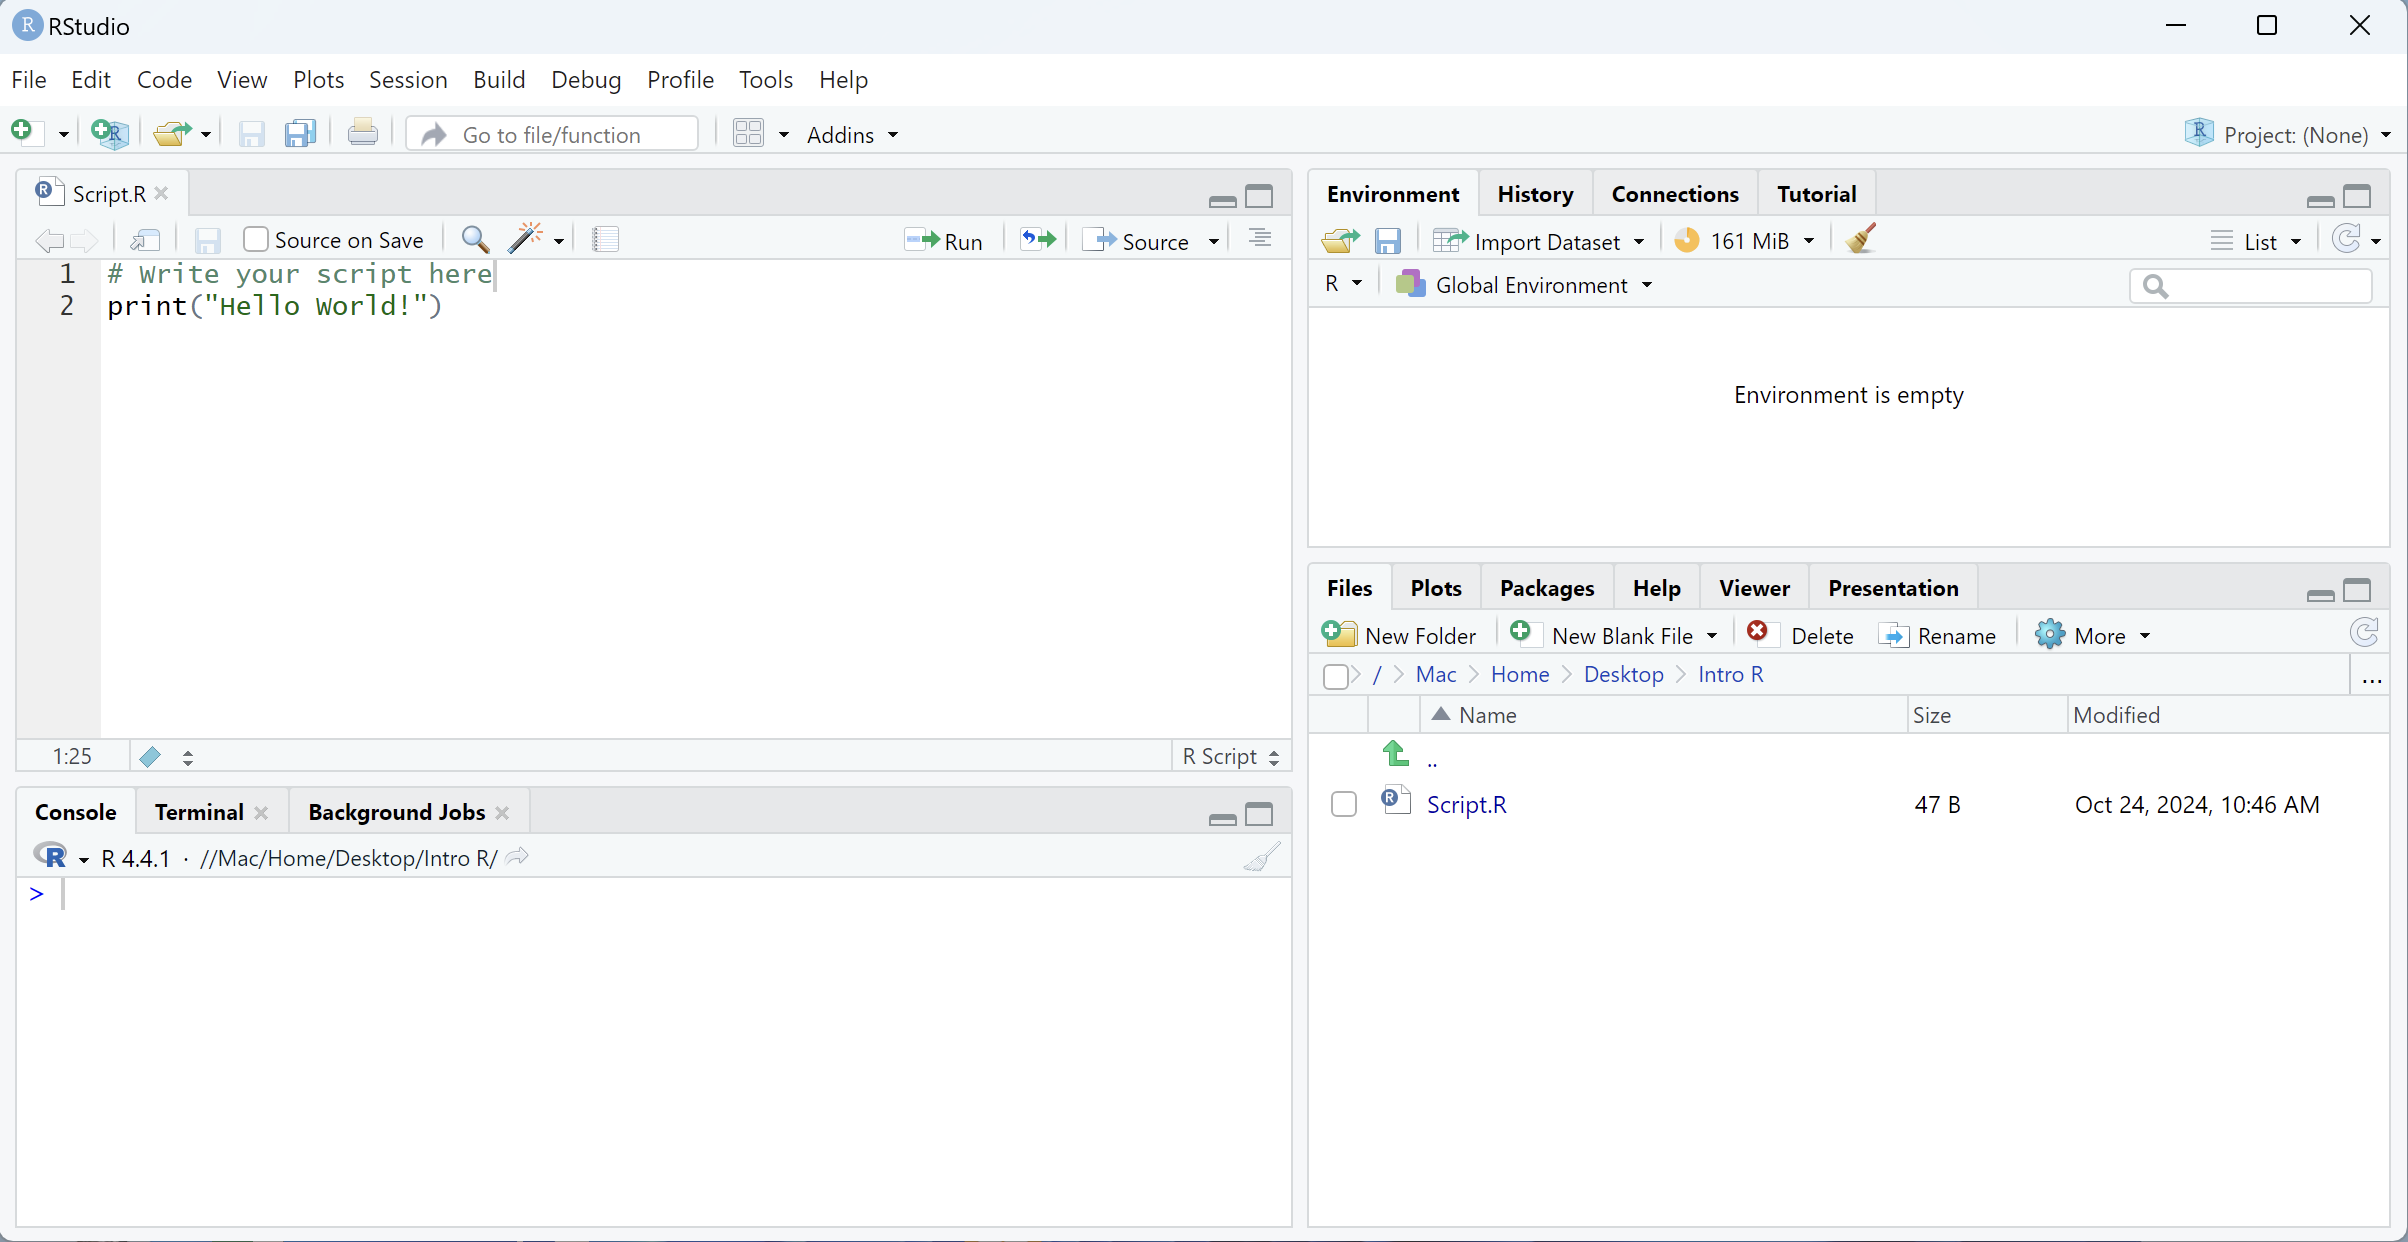 RStudio
File Edit Code View Plots Session Build Debug Profile Tools Help
Go to file/function Addins Project: (None)
Script.R
Source on Save Run Source
1 # Write your script here
2 print("Hello World!")
1:25 R Script
Console Terminal Background Jobs
R 4.4.1 · //Mac/Home/Desktop/Intro R/
>
Environment History Connections Tutorial
Import Dataset 161 MiB List
R Global Environment
Environment is empty
Files Plots Packages Help Viewer Presentation
New Folder New Blank File Delete Rename More
/ Mac Home Desktop Intro R ...
Name Size Modified
..
Script.R 47 B Oct 24, 2024, 10:46 AM